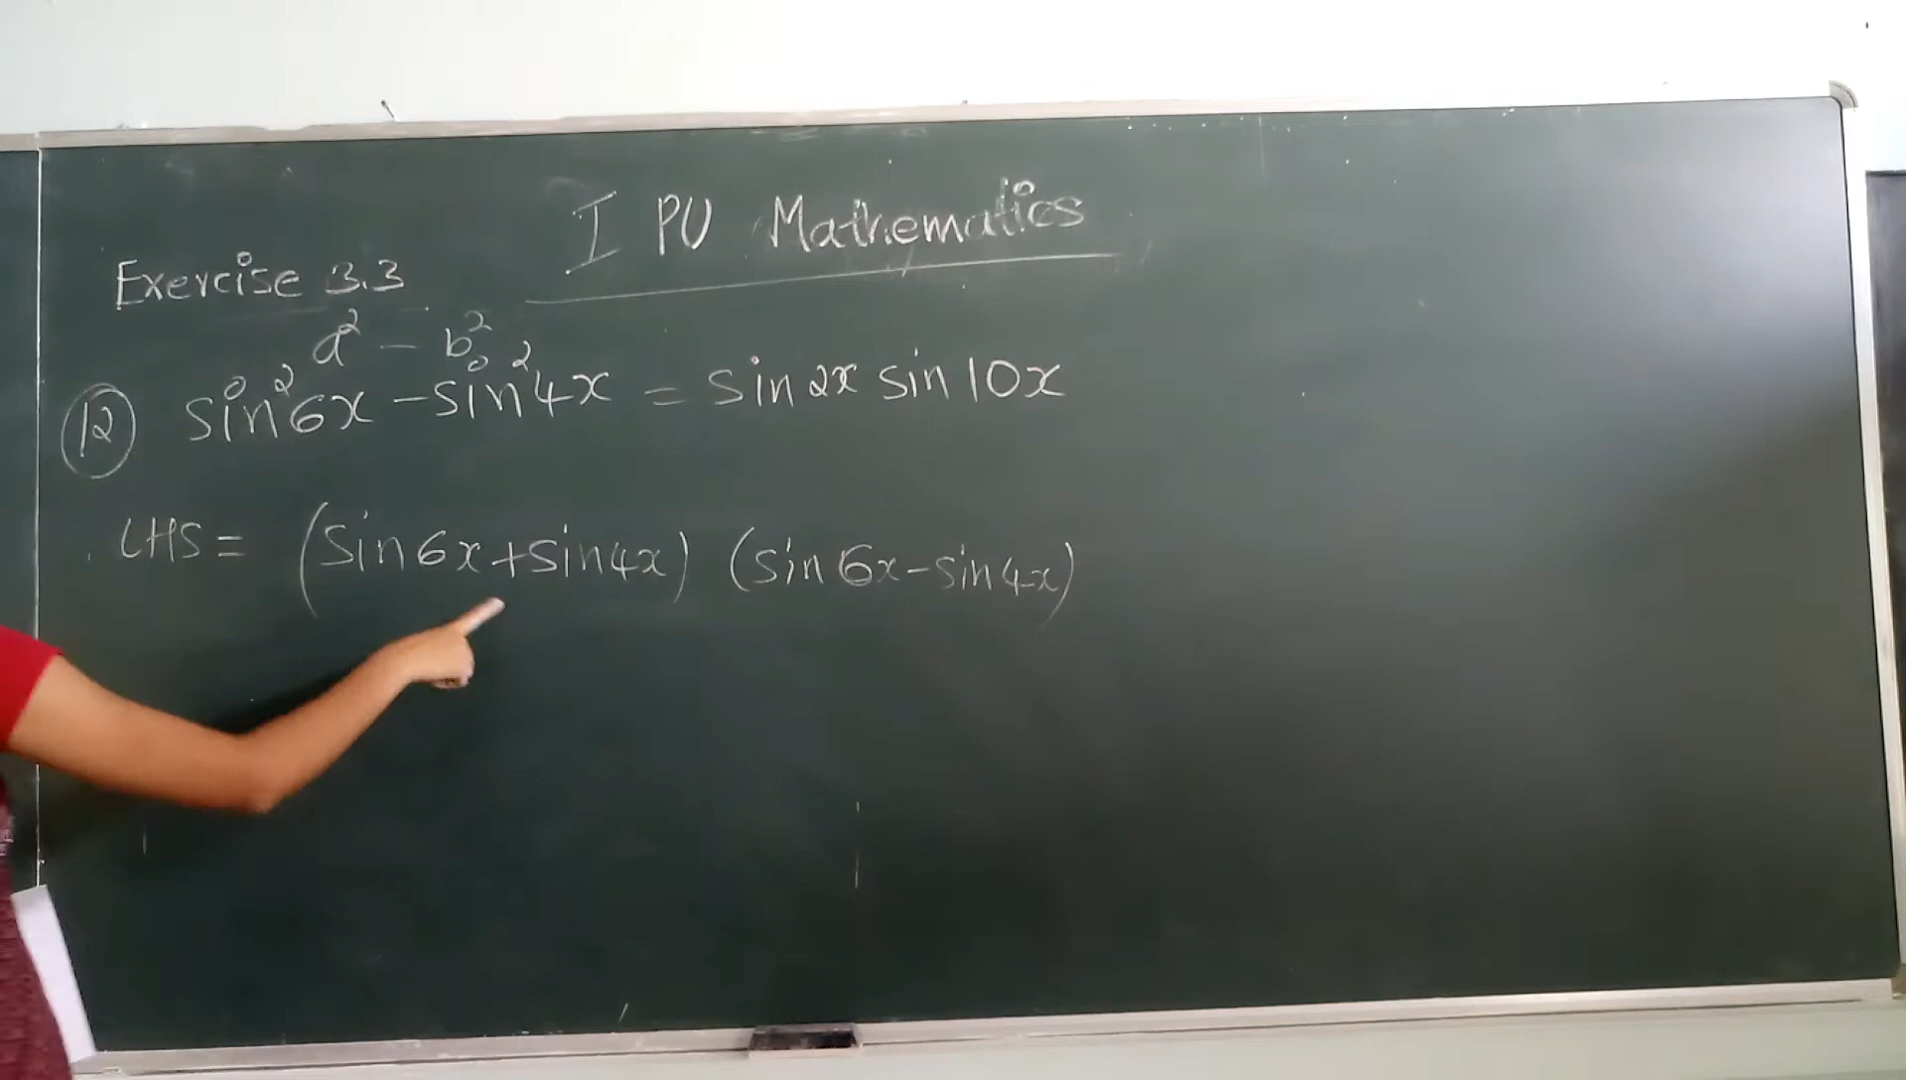 I PU Mathematics
Exercise 3.3
a² - b²
12 sin²6x - sin²4x = sin 2x sin 10x
LHS = (sin 6x + sin 4x) (sin 6x - sin 4x)